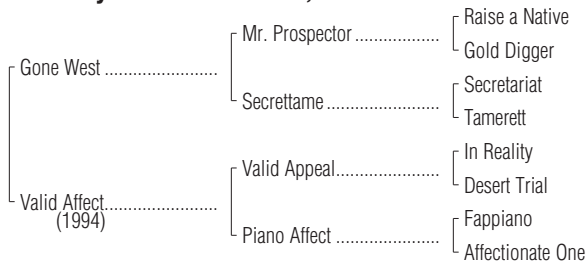 Raise a Native
Mr. Prospector ....................
Gold Digger
Gone West ...........................
Secretariat
Secrettame ...........................
Tamerett
In Reality
Valid Appeal.........................
Desert Trial
Valid Affect...........................
(1994)
Fappiano
Piano Affect .........................
Affectionate One